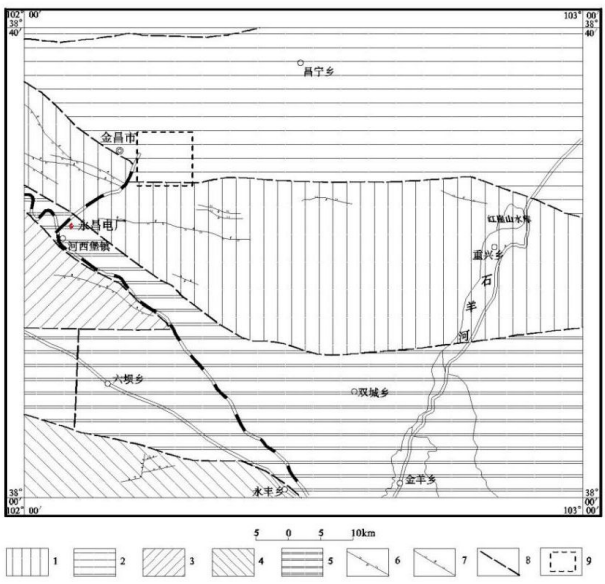 102°00′
103°00′
38°40′
38°40′
昌宁乡
金昌市
永昌电厂
河西堡镇
红崖山水库
重兴乡
石羊河
六坝乡
双城乡
永丰乡
金羊乡
38°00′
38°00′
102°00′
103°00′
5 0 5 10km
1 2 3 4 5 6 7 8 9